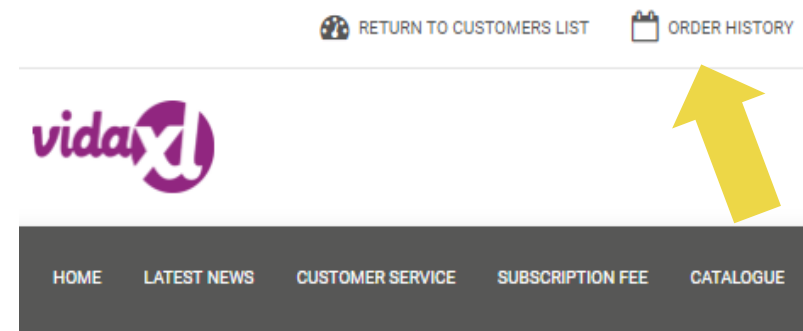 RETURN TO CUSTOMERS LIST ORDER HISTORY
vidaxl
HOME LATEST NEWS CUSTOMER SERVICE SUBSCRIPTION FEE CATALOGUE